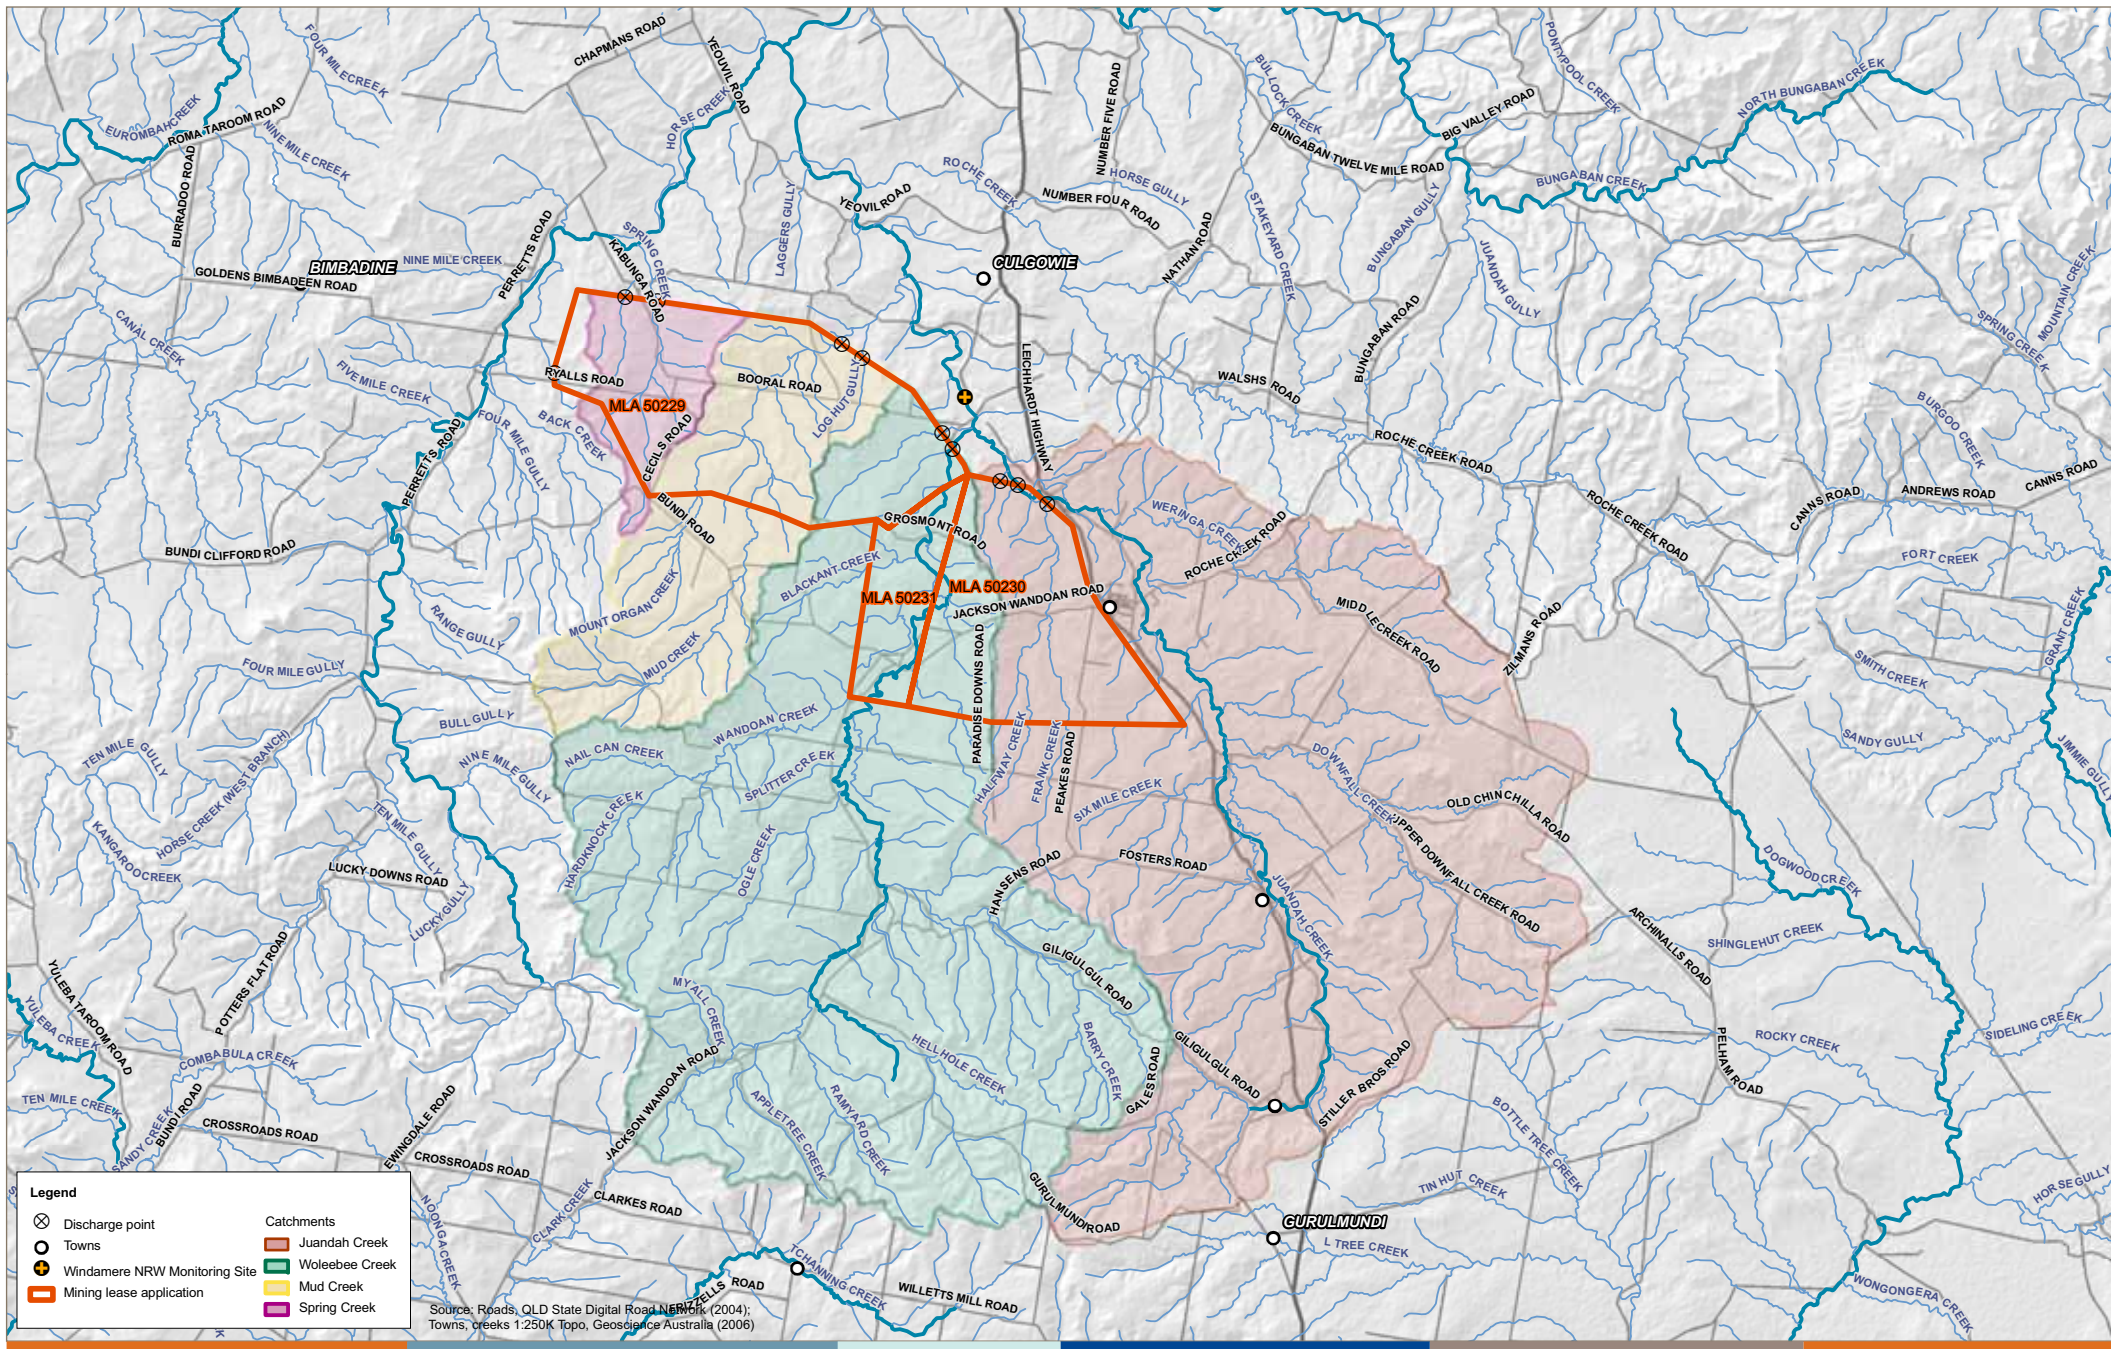 CHAPMANS ROAD
YEOUVIL ROAD
FOUR MILE CREEK
HORSE CREEK
NUMBER FIVE ROAD
BULLOCK CREEK
PONTYPOOL CREEK
NORTH BUNGABAN CREEK
BIG VALLEY ROAD
EUROMBAH CREEK
ROMA TAROOM ROAD
NINE MILE CREEK
BURRADOO ROAD
BUNGABAN TWELVE MILE ROAD
BUNGABAN CREEK
ROCHE CREEK
HORSE GULLY
NUMBER FOUR ROAD
YEOVIL ROAD
LAGGERS GULLY
STAKEYARD CREEK
BUNGABAN GULLY
JUANDAH GULLY
NATHAN ROAD
MOUNTAIN CREEK
SPRING CREEK
PERRETTS ROAD
SPRING CREEK
KABUNGA ROAD
BIMBADINE
NINE MILE CREEK
GOLDENS BIMBADEEN ROAD
CULGOWIE
BUNGABAN ROAD
CANAL CREEK
FIVE MILE CREEK
RYALLS ROAD
MLA 50229
BOORAL ROAD
LOG HUT GULLY
LEICHHARDT HIGHWAY
WALSHS ROAD
BURGOO CREEK
FOUR MILE GULLY
BACK CREEK
CECILS ROAD
PERRETTS ROAD
ROCHE CREEK ROAD
ROCHE CREEK ROAD
CANNS ROAD
ANDREWS ROAD
CANNS ROAD
BUNDI ROAD
GROSMONT ROAD
WERINGA CREEK
ROCHE CREEK ROAD
BUNDI CLIFFORD ROAD
FORT CREEK
BLACKANT CREEK
MLA 50231
MLA 50230
JACKSON WANDOAN ROAD
MOUNT ORGAN CREEK
RANGE GULLY
MUD CREEK
MIDDLE CREEK ROAD
ZILMANS ROAD
GRANT CREEK
SMITH CREEK
FOUR MILE GULLY
PARADISE DOWNS ROAD
BULL GULLY
WANDOAN CREEK
NAIL CAN CREEK
SPLITTER CREEK
HALFWAY CREEK
FRANK CREEK
PEAKES ROAD
SIX MILE CREEK
DOWNFALL CREEK
SANDY GULLY
JIMMIE GULLY
TEN MILE GULLY
HORSE CREEK (WEST BRANCH)
NINE MILE GULLY
OLD CHINCHILLA ROAD
UPPER DOWNFALL CREEK ROAD
KANGAROO CREEK
TEN MILE GULLY
HARDKNOCK CREEK
OGLE CREEK
FOSTERS ROAD
HANSENS ROAD
DOGWOOD CREEK
LUCKY DOWNS ROAD
LUCKY GULLY
JUANDAH CREEK
ARCHINALLS ROAD
SHINGLEHUT CREEK
GILIGULGUL ROAD
POTTERS FLAT ROAD
YULEBA TAROOM ROAD
YULEBA CREEK
MYALL CREEK
HELLHOLE CREEK
BARRY CREEK
GILIGULGUL ROAD
STILLER BROS ROAD
GALES ROAD
PELHAM ROAD
ROCKY CREEK
SIDELING CREEK
COMBABULA CREEK
TEN MILE CREEK
SANDY CREEK
BUNDI ROAD
CROSSROADS ROAD
EWINGDALE ROAD
CROSSROADS ROAD
JACKSON WANDOAN ROAD
APPLETREE CREEK
RAMYARD CREEK
BOTTLE TREE CREEK
TIN HUT CREEK
HORSE GULLY
NOONGA CREEK
CLARK CREEK
CLARKES ROAD
GURULMUNDI ROAD
GURULMUNDI
L TREE CREEK
TCHANNING CREEK
FRIZZELLS ROAD
WILLETTS MILL ROAD
WONGONGERA CREEK
Legend
Discharge point
Towns
Windamere NRW Monitoring Site
Mining lease application
Catchments
Juandah Creek
Woleebee Creek
Mud Creek
Spring Creek
Source: Roads, QLD State Digital Road Network (2004);
Towns, creeks 1:250K Topo, Geoscience Australia (2006)